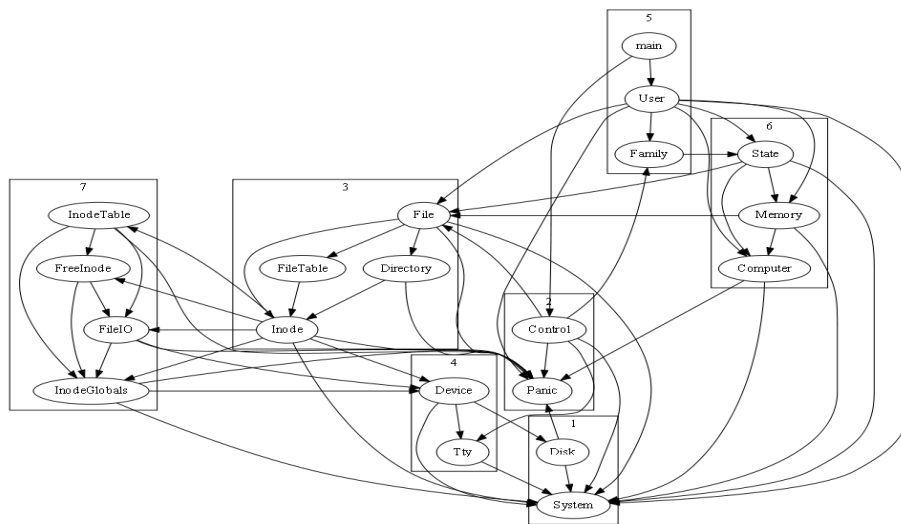 5
main
User
6
Family
State
7
3
InodeTable
File
Memory
FreeInode
FileTable
Directory
Computer
2
FileIO
Inode
Control
4
InodeGlobals
Device
Panic
1
Tty
Disk
System